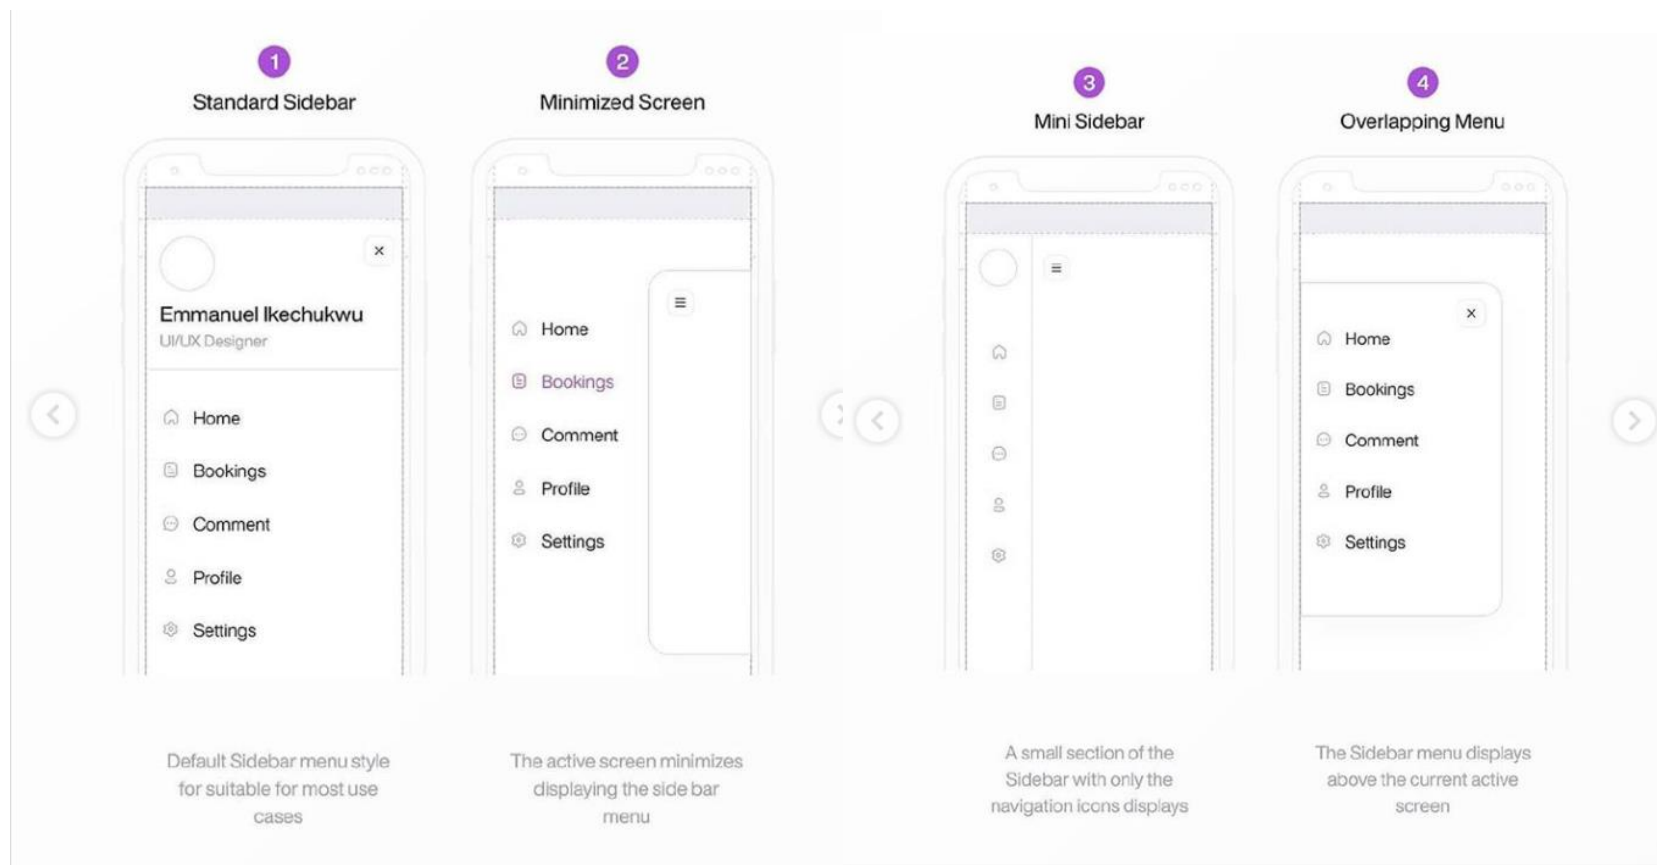 1
Standard Sidebar
Emmanuel Ikechukwu
UI/UX Designer
Home
Bookings
Comment
Profile
Settings
Default Sidebar menu style
for suitable for most use
cases
2
Minimized Screen
Home
Bookings
Comment
Profile
Settings
The active screen minimizes
displaying the side bar
menu
3
Mini Sidebar
A small section of the
Sidebar with only the
navigation icons displays
4
Overlapping Menu
Home
Bookings
Comment
Profile
Settings
The Sidebar menu displays
above the current active
screen